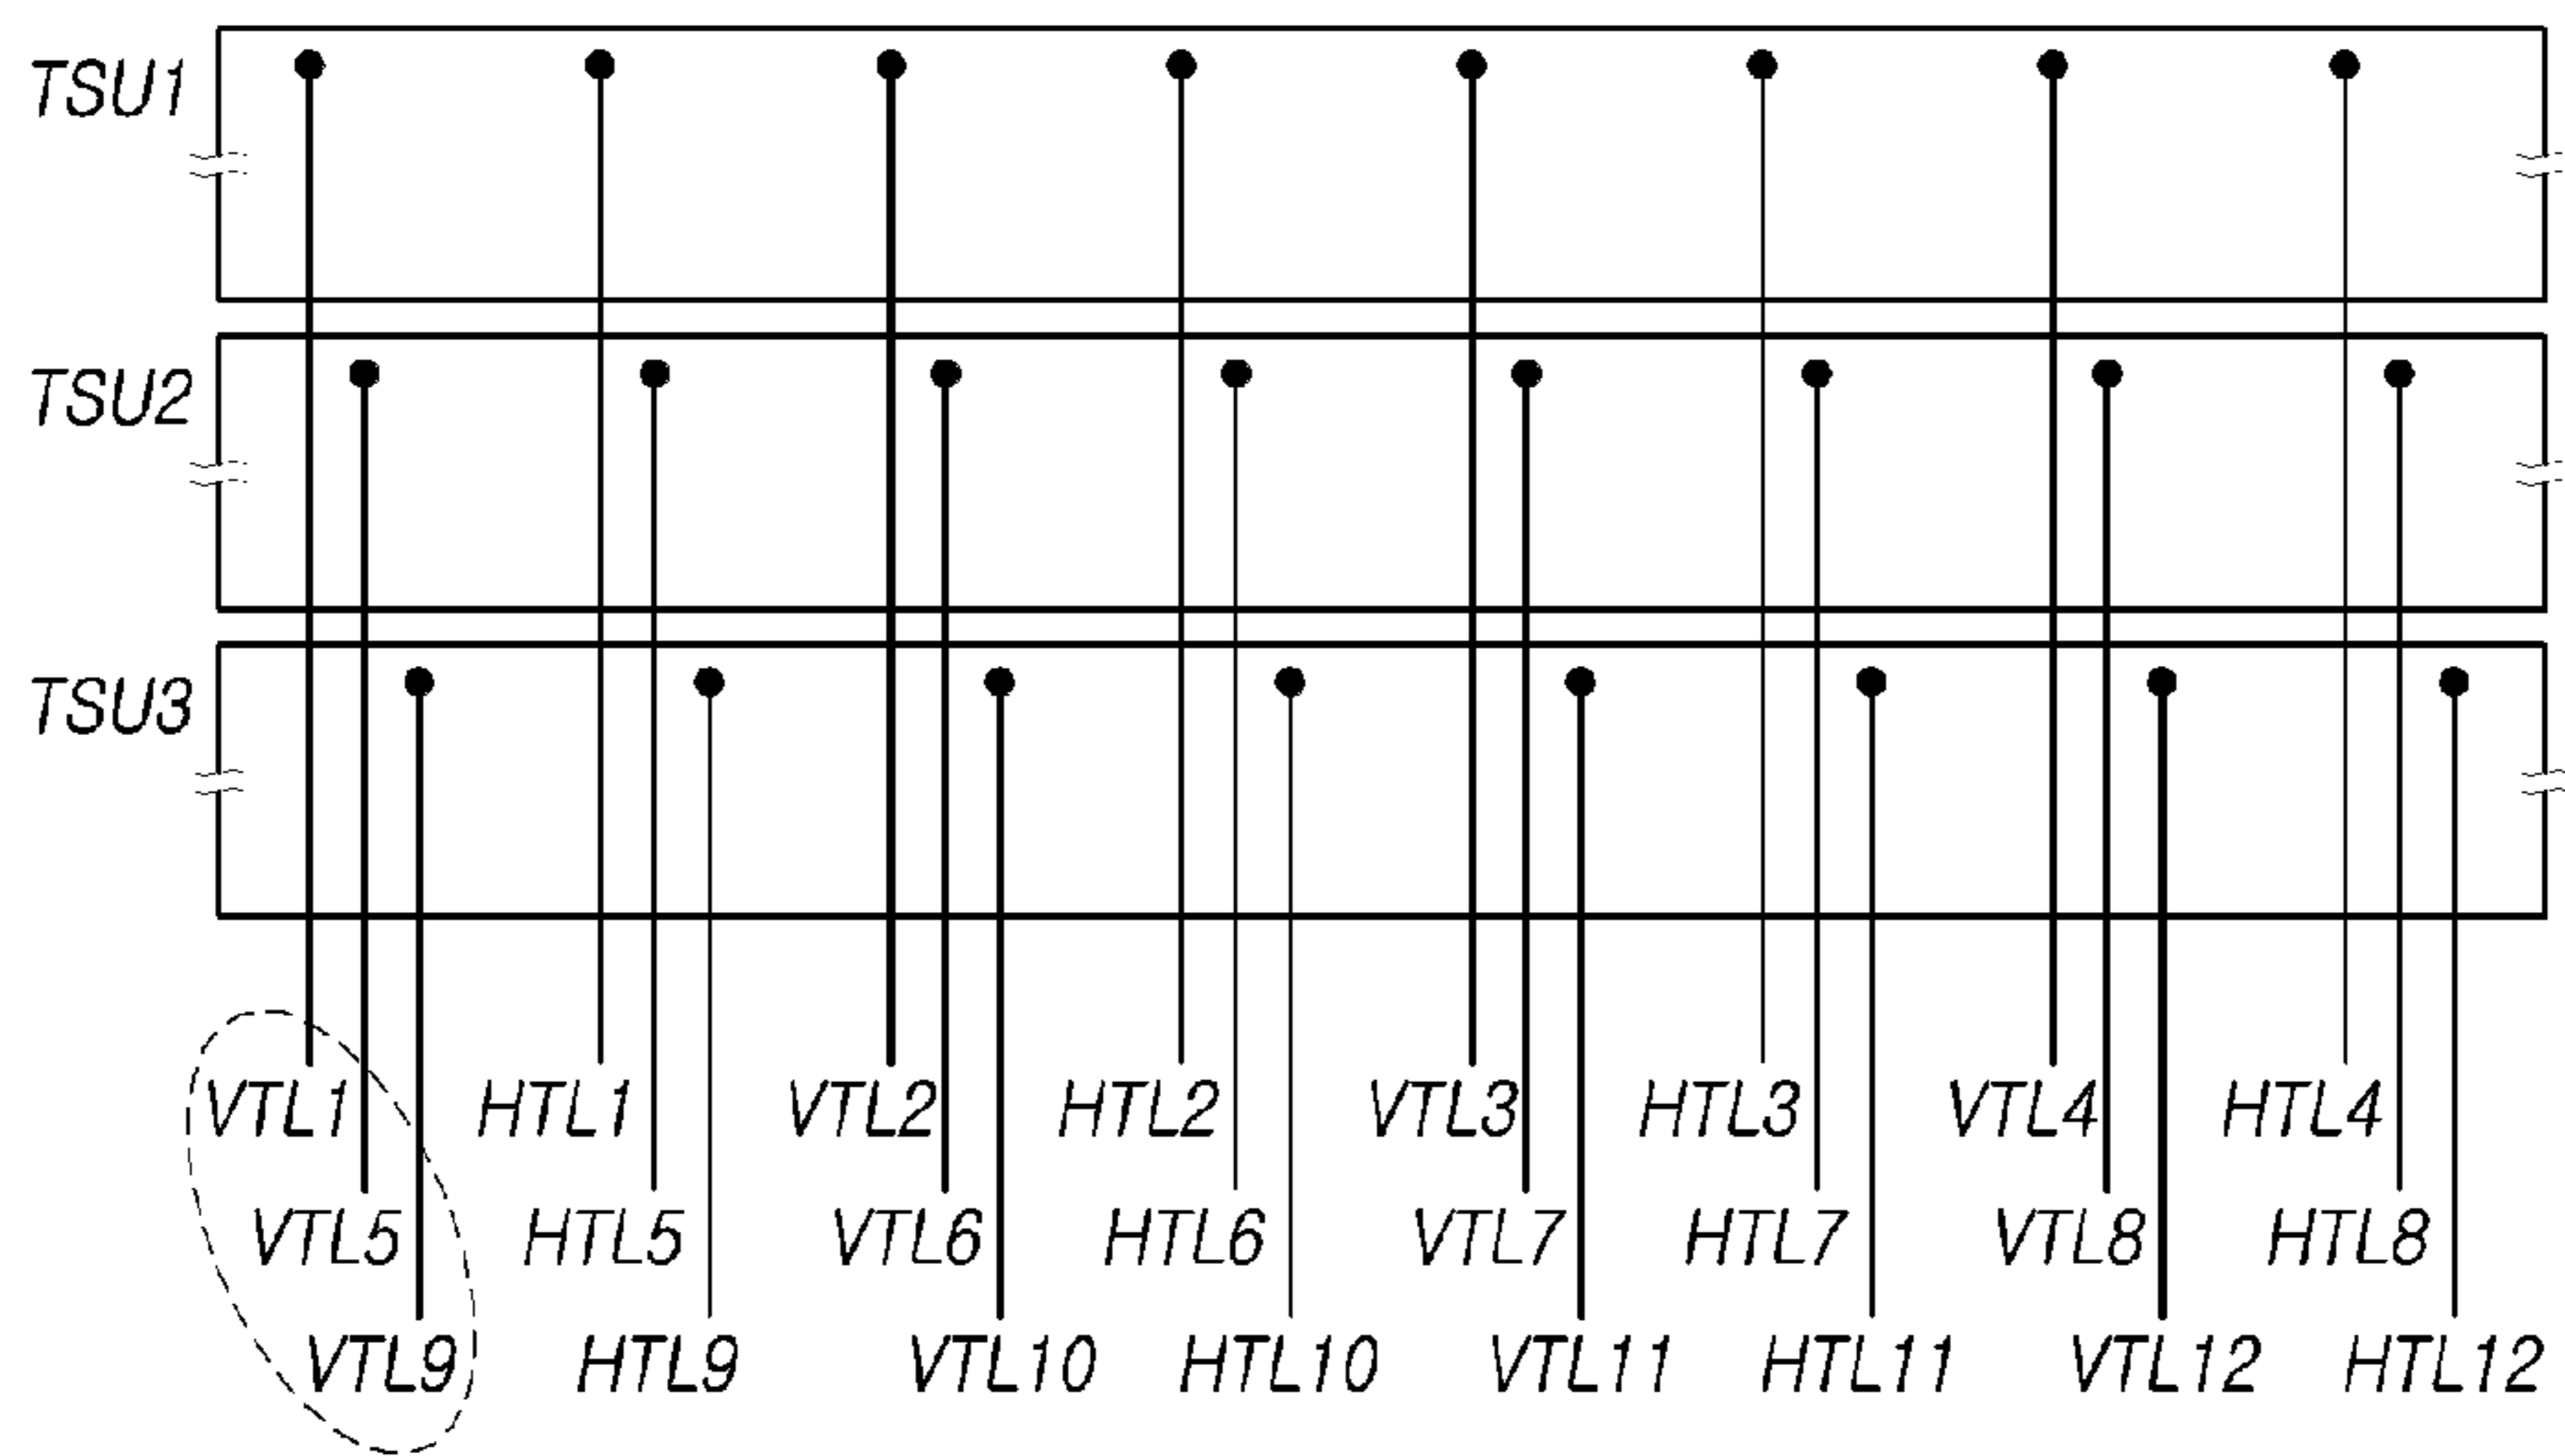 TSU1
TSU2
TSU3
VTL1 HTL1 VTL2 HTL2 VTL3 HTL3 VTL4 HTL4
VTL5 HTL5 VTL6 HTL6 VTL7 HTL7 VTL8 HTL8
VTL9 HTL9 VTL10 HTL10 VTL11 HTL11 VTL12 HTL12